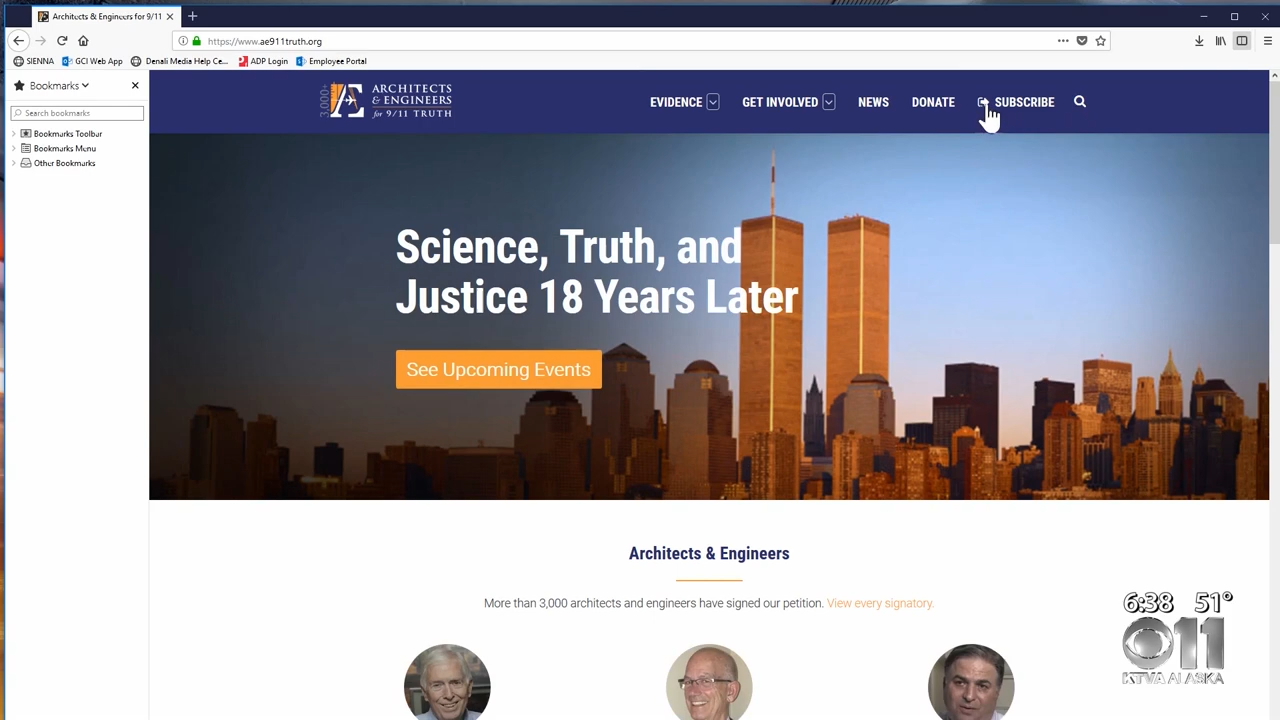 Architects & Engineers for 9/11
https://www.ae911truth.org
SIENNA
GCI Web App
Denali Media Help Ce...
ADP Login
Employee Portal
Bookmarks
Search bookmarks
Bookmarks Toolbar
Bookmarks Menu
Other Bookmarks
3,000+
ARCHITECTS
& ENGINEERS
for 9/11 TRUTH
EVIDENCE
GET INVOLVED
NEWS
DONATE
SUBSCRIBE
Science, Truth, and
Justice 18 Years Later
See Upcoming Events
Architects & Engineers
More than 3,000 architects and engineers have signed our petition. View every signatory.
6:38 51°
11
KTVA ALASKA